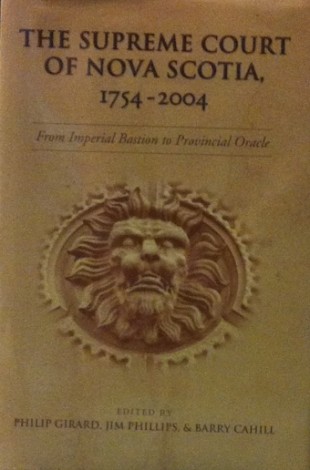 THE SUPREME COURT
OF NOVA SCOTIA,
1754-2004
From Imperial Bastion to Provincial Oracle
EDITED BY
PHILIP GIRARD, JIM PHILLIPS, & BARRY CAHILL